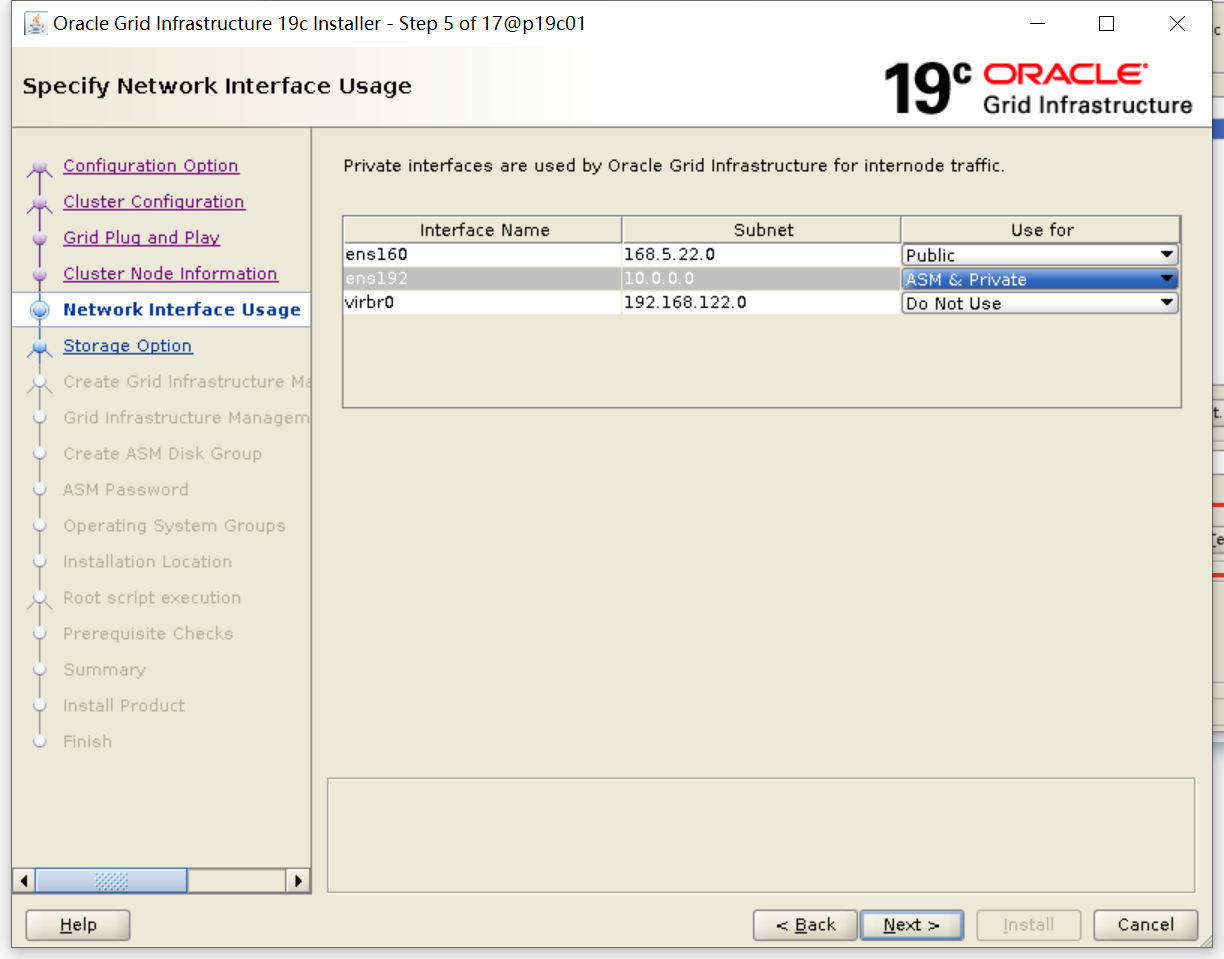 Oracle Grid Infrastructure 19c Installer - Step 5 of 17@p19c01
Specify Network Interface Usage
19c ORACLE
Grid Infrastructure
Configuration Option
Cluster Configuration
Grid Plug and Play
Cluster Node Information
Network Interface Usage
Storage Option
Create Grid Infrastructure Ma
Grid Infrastructure Managem
Create ASM Disk Group
ASM Password
Operating System Groups
Installation Location
Root script execution
Prerequisite Checks
Summary
Install Product
Finish
Private interfaces are used by Oracle Grid Infrastructure for internode traffic.
Interface Name Subnet Use for
ens160 168.5.22.0 Public
ens192 10.0.0.0 ASM & Private
virbr0 192.168.122.0 Do Not Use
Help < Back Next > Install Cancel